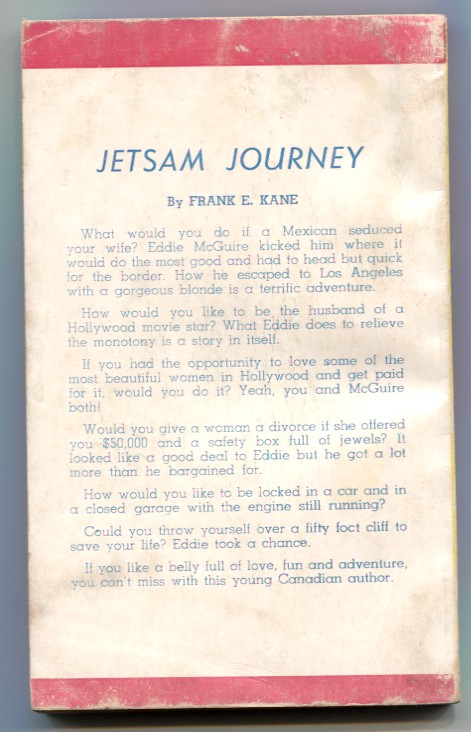 JETSAM JOURNEY
By FRANK E. KANE
What would you do if a Mexican seduced
your wife? Eddie McGuire kicked him where it
would do the most good and had to head but quick
for the border. How he escaped to Los Angeles
with a gorgeous blonde is a terrific adventure.
How would you like to be the husband of a
Hollywood movie star? What Eddie does to relieve
the monotony is a story in itself.
If you had the opportunity to love some of the
most beautiful women in Hollywood and get paid
for it, would you do it? Yeah, you and McGuire
both!
Would you give a woman a divorce if she offered
you $50,000 and a safety box full of jewels? It
looked like a good deal to Eddie but he got a lot
more than he bargained for.
How would you like to be locked in a car and in
a closed garage with the engine still running?
Could you throw yourself over a fifty foot cliff to
save your life? Eddie took a chance.
If you like a belly full of love, fun and adventure,
you can't miss with this young Canadian author.